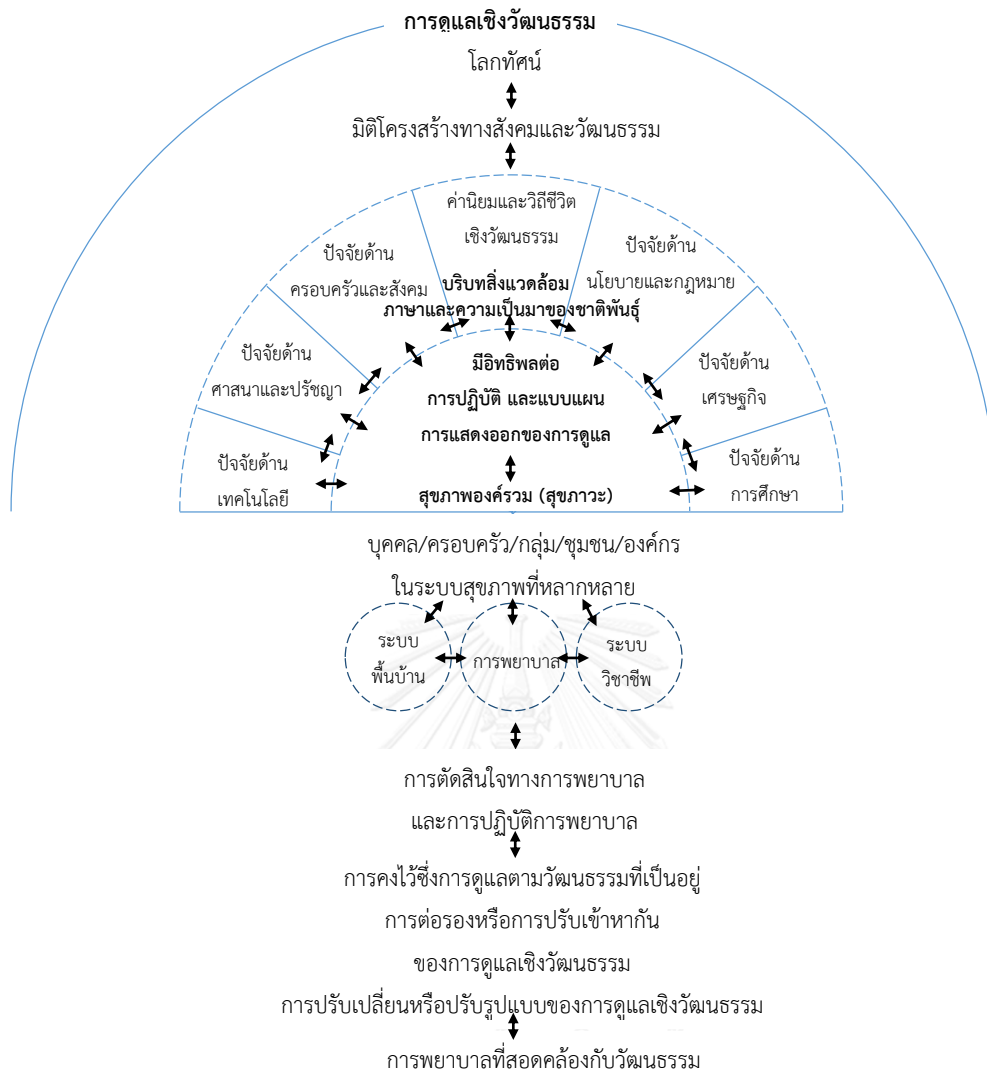 การดูแลเชิงวัฒนธรรม
โลกทัศน์
มิติโครงสร้างทางสังคมและวัฒนธรรม
ค่านิยมและวิถีชีวิต
เชิงวัฒนธรรม
ปัจจัยด้าน
ครอบครัวและสังคม
ปัจจัยด้าน
นโยบายและกฎหมาย
บริบทสิ่งแวดล้อม
ภาษาและความเป็นมาของชาติพันธุ์
ปัจจัยด้าน
ศาสนาและปรัชญา
ปัจจัยด้าน
เศรษฐกิจ
มีอิทธิพลต่อ
การปฏิบัติ และแบบแผน
การแสดงออกของการดูแล
ปัจจัยด้าน
เทคโนโลยี
ปัจจัยด้าน
การศึกษา
สุขภาพองค์รวม (สุขภาวะ)
บุคคล/ครอบครัว/กลุ่ม/ชุมชน/องค์กร
ในระบบสุขภาพที่หลากหลาย
ระบบ
พื้นบ้าน
การพยาบาล
ระบบ
วิชาชีพ
การตัดสินใจทางการพยาบาล
และการปฏิบัติการพยาบาล
การคงไว้ซึ่งการดูแลตามวัฒนธรรมที่เป็นอยู่
การต่อรองหรือการปรับเข้าหากัน
ของการดูแลเชิงวัฒนธรรม
การปรับเปลี่ยนหรือปรับรูปแบบของการดูแลเชิงวัฒนธรรม
การพยาบาลที่สอดคล้องกับวัฒนธรรม